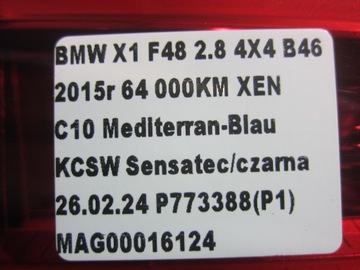 BMW X1 F48 2.8 4X4 B46
2015r 64 000KM XEN
C10 Mediterran-Blau
KCSW Sensatec/czarna
26.02.24 P773388(P1)
MAG00016124